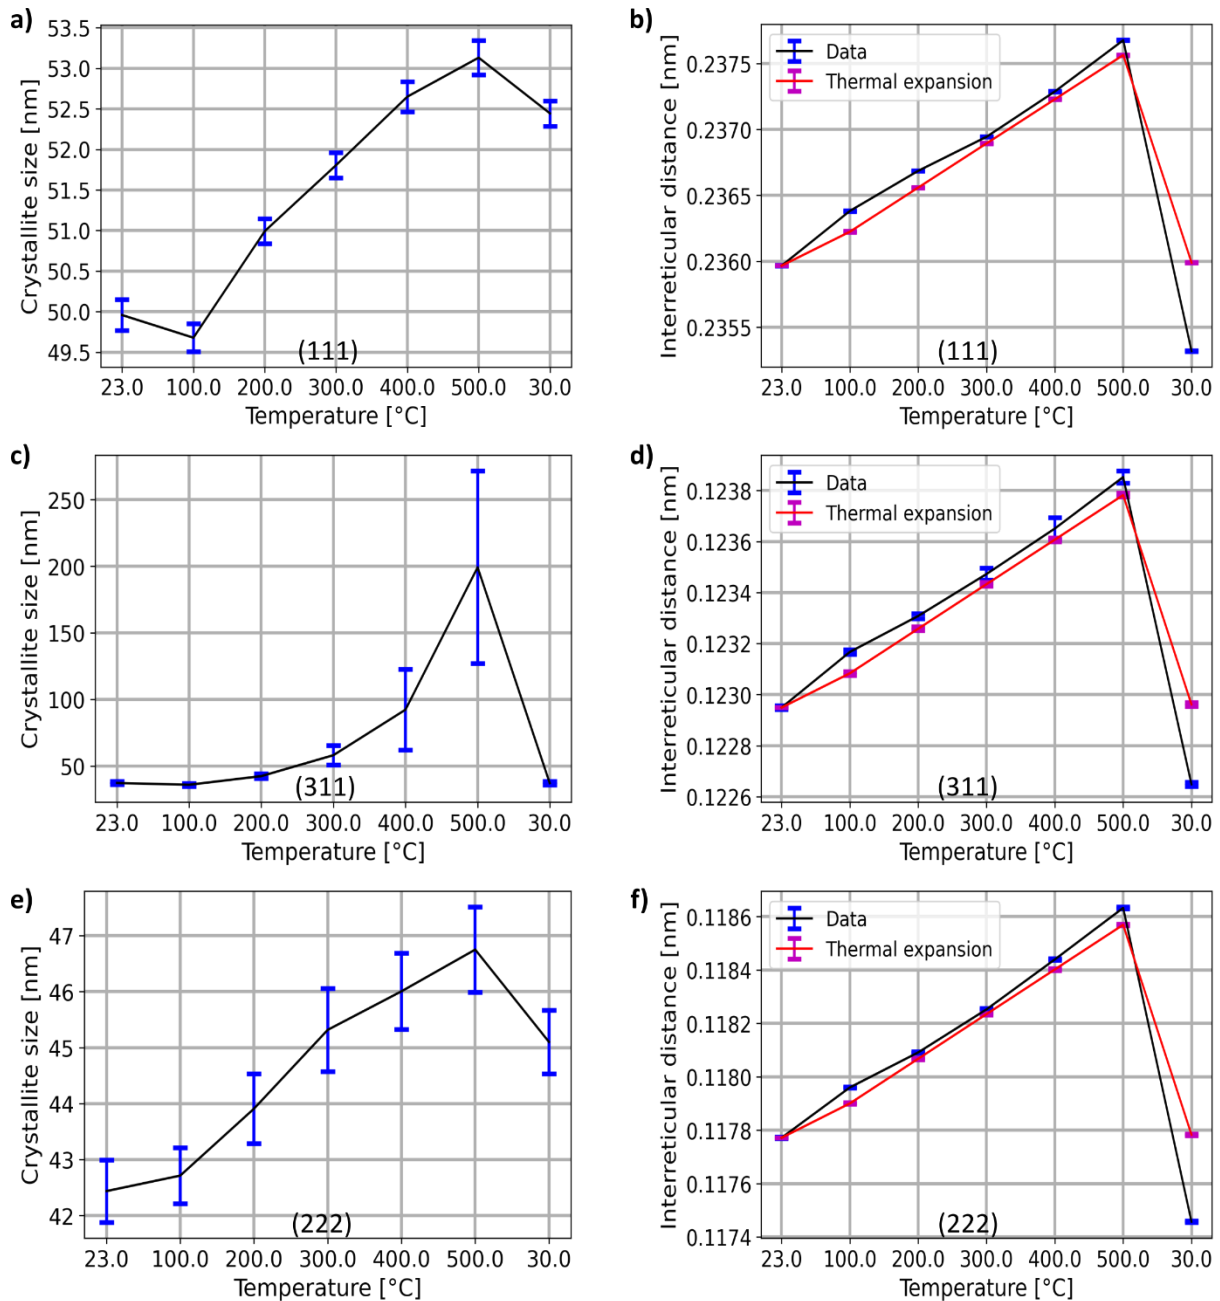 a)
Crystallite size [nm]
53.5
53.0
52.5
52.0
51.5
51.0
50.5
50.0
49.5
(111)
23.0 100.0 200.0 300.0 400.0 500.0 30.0
Temperature [°C]
b)
Interreticular distance [nm]
Data
Thermal expansion
0.2375
0.2370
0.2365
0.2360
0.2355
(111)
23.0 100.0 200.0 300.0 400.0 500.0 30.0
Temperature [°C]
c)
Crystallite size [nm]
250
200
150
100
50
(311)
23.0 100.0 200.0 300.0 400.0 500.0 30.0
Temperature [°C]
d)
Interreticular distance [nm]
Data
Thermal expansion
0.1238
0.1236
0.1234
0.1232
0.1230
0.1228
0.1226
(311)
23.0 100.0 200.0 300.0 400.0 500.0 30.0
Temperature [°C]
e)
Crystallite size [nm]
47
46
45
44
43
42
(222)
23.0 100.0 200.0 300.0 400.0 500.0 30.0
Temperature [°C]
f)
Interreticular distance [nm]
Data
Thermal expansion
0.1186
0.1184
0.1182
0.1180
0.1178
0.1176
0.1174
(222)
23.0 100.0 200.0 300.0 400.0 500.0 30.0
Temperature [°C]